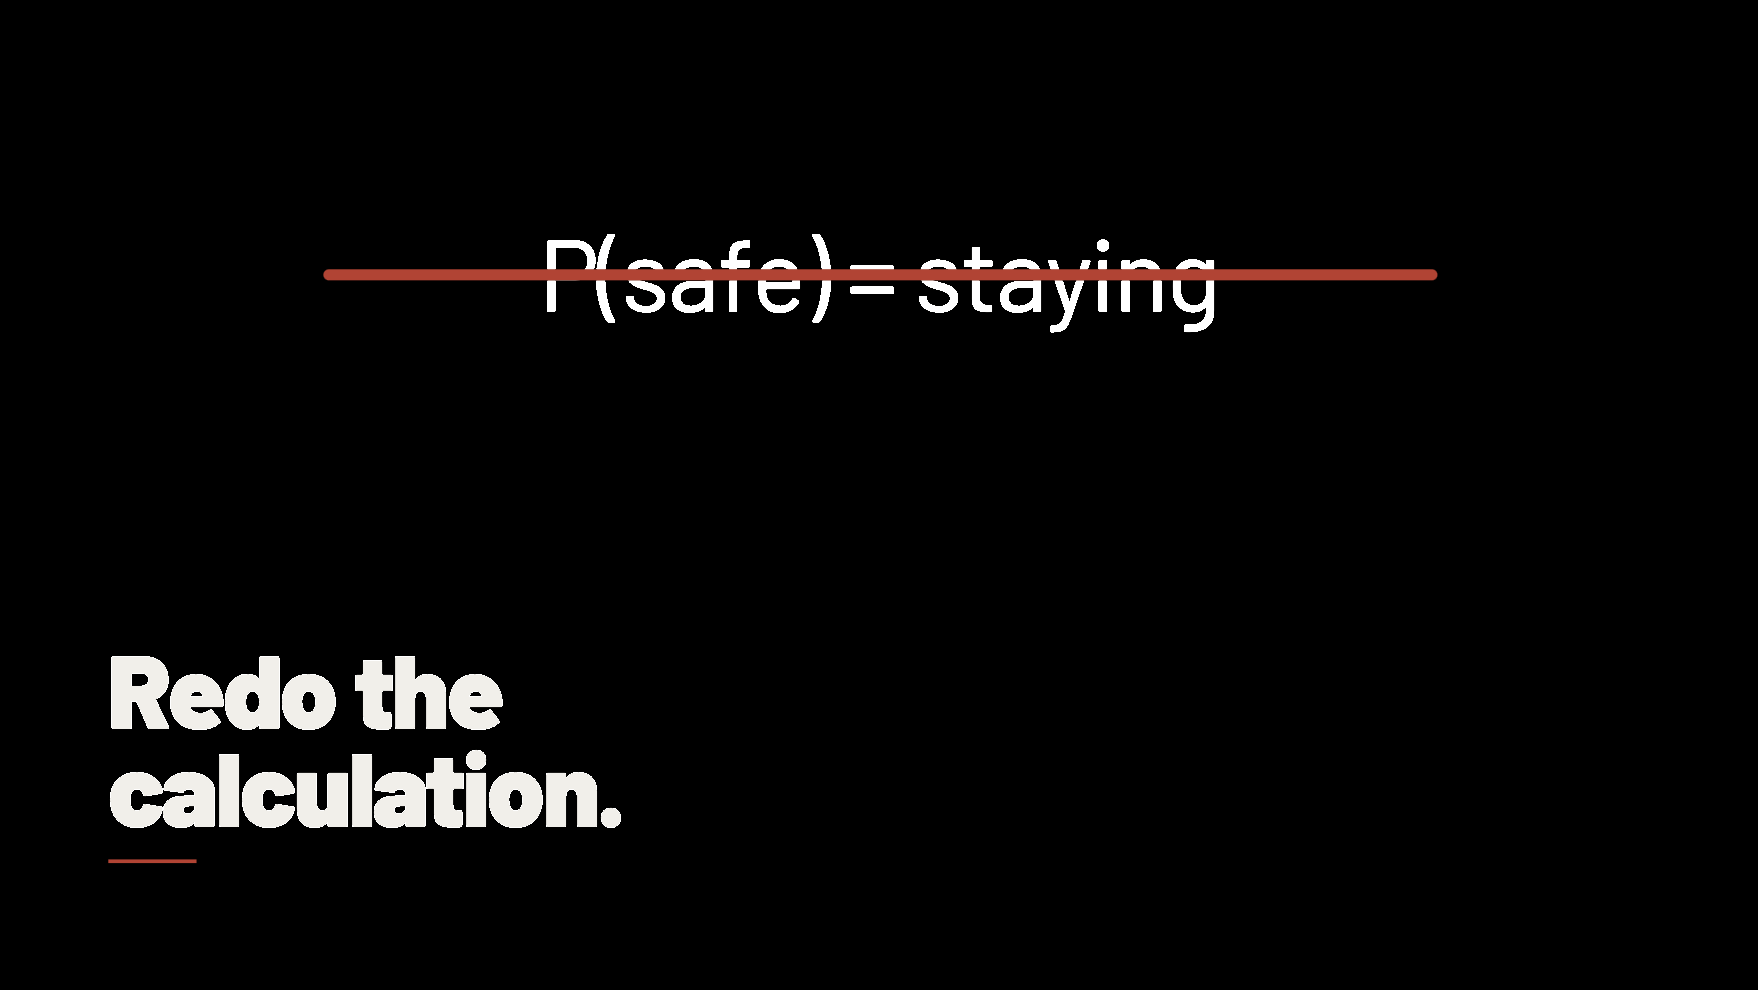 P(safe) = staying
Redo the
calculation.